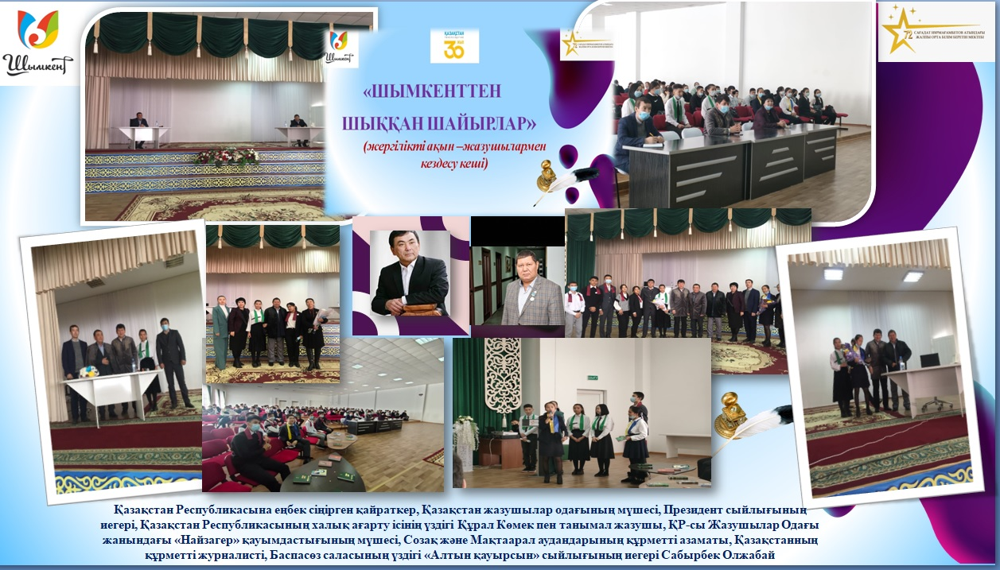 Шымкент
Шымкент
ҚАЗАҚСТАН
30
72 САҒАДАТ НҰРМАҒАМБЕТОВ АТЫНДАҒЫ
ЖАЛПЫ ОРТА БІЛІМ БЕРЕТІН МЕКТЕБІ
«ШЫМКЕНТТЕН
ШЫҚҚАН ШАЙЫРЛАР»
(жергілікті ақын –жазушылармен
кездесу кеші)
Қазақстан Республикасына еңбек сіңірген қайраткер, Қазақстан жазушылар одағының мүшесі, Президент сыйлығының
иегері, Қазақстан Республикасының халық ағарту ісінің үздігі Құрал Көмек пен танымал жазушы, ҚР-сы Жазушылар Одағы
жанындағы «Найзагер» қауымдастығының мүшесі, Созақ және Мақтаарал аудандарының құрметті азаматы, Қазақстанның
құрметті журналисті, Баспасөз саласының үздігі «Алтын қауырсын» сыйлығының иегері Сабырбек Олжабай